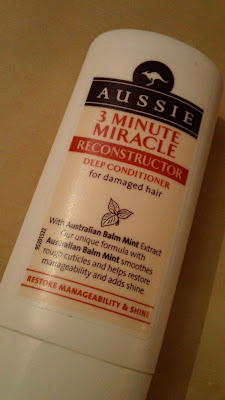 AUSSIE
3 MINUTE
MIRACLE
RECONSTRUCTOR
DEEP CONDITIONER
for damaged hair
With Australian Balm Mint Extract
Our unique formula with
Australian Balm Mint smoothes
rough cuticles and helps restore
manageability and adds shine.
RESTORE MANAGEABILITY & SHINE